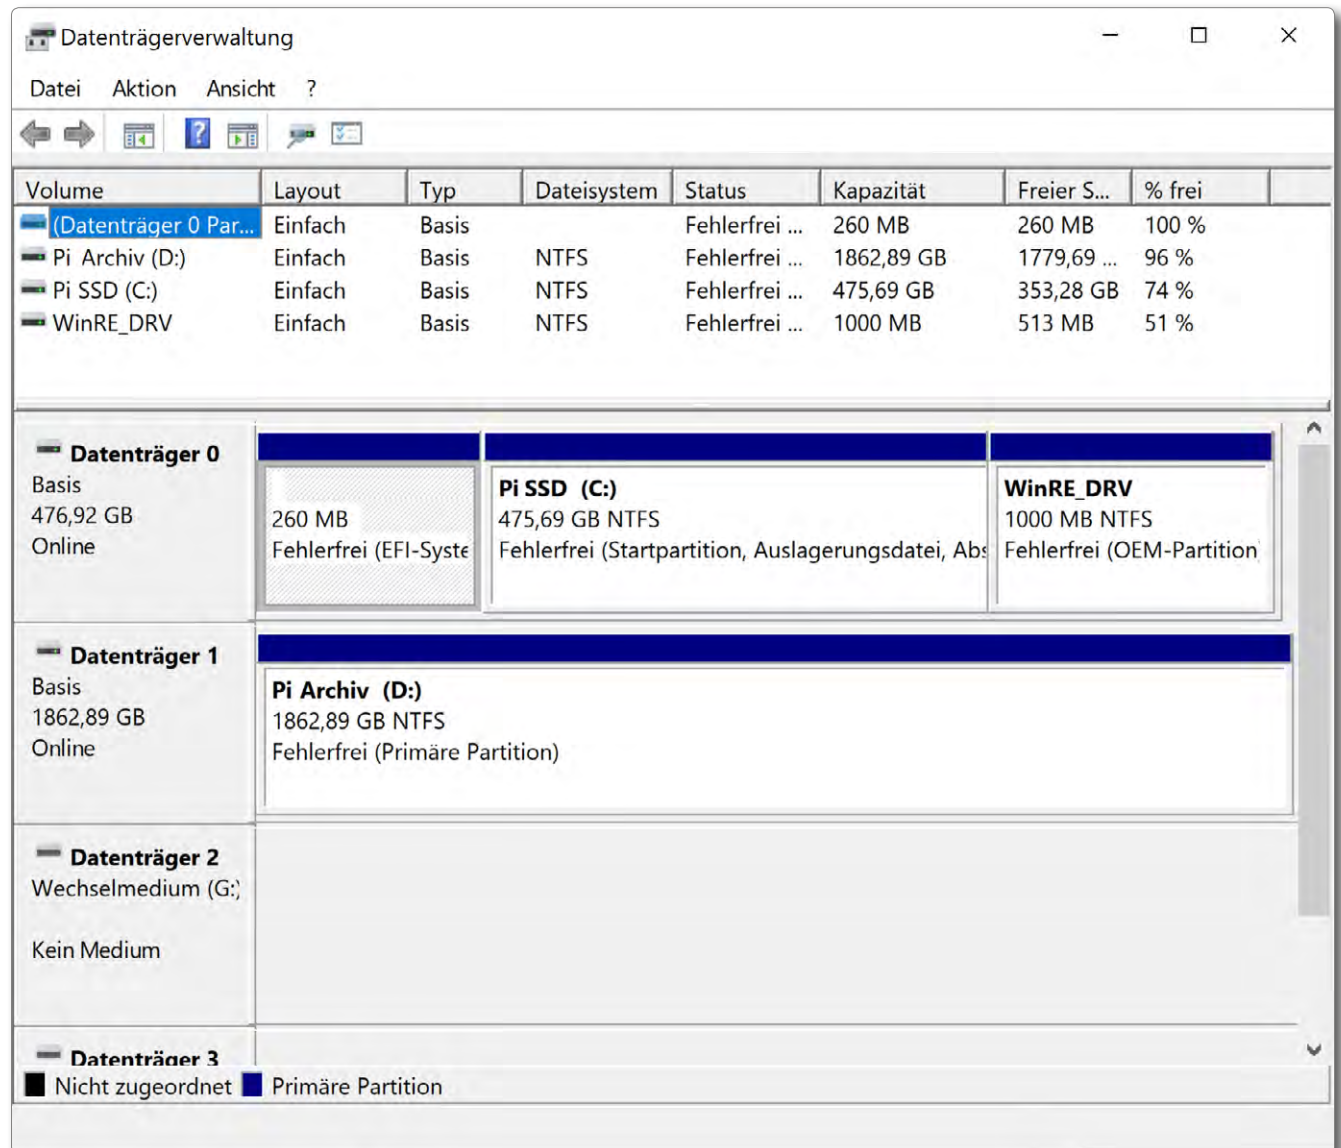 Datenträgerverwaltung
Datei Aktion Ansicht ?
Volume Layout Typ Dateisystem Status Kapazität Freier S... % frei
(Datenträger 0 Par... Einfach Basis Fehlerfrei ... 260 MB 260 MB 100 %
Pi Archiv (D:) Einfach Basis NTFS Fehlerfrei ... 1862,89 GB 1779,69 ... 96 %
Pi SSD (C:) Einfach Basis NTFS Fehlerfrei ... 475,69 GB 353,28 GB 74 %
WinRE_DRV Einfach Basis NTFS Fehlerfrei ... 1000 MB 513 MB 51 %
Datenträger 0
Basis
476,92 GB
Online
260 MB
Fehlerfrei (EFI-Syste
Pi SSD (C:)
475,69 GB NTFS
Fehlerfrei (Startpartition, Auslagerungsdatei, Abs
WinRE_DRV
1000 MB NTFS
Fehlerfrei (OEM-Partition)
Datenträger 1
Basis
1862,89 GB
Online
Pi Archiv (D:)
1862,89 GB NTFS
Fehlerfrei (Primäre Partition)
Datenträger 2
Wechselmedium (G:)
Kein Medium
Datenträger 3
Nicht zugeordnet Primäre Partition